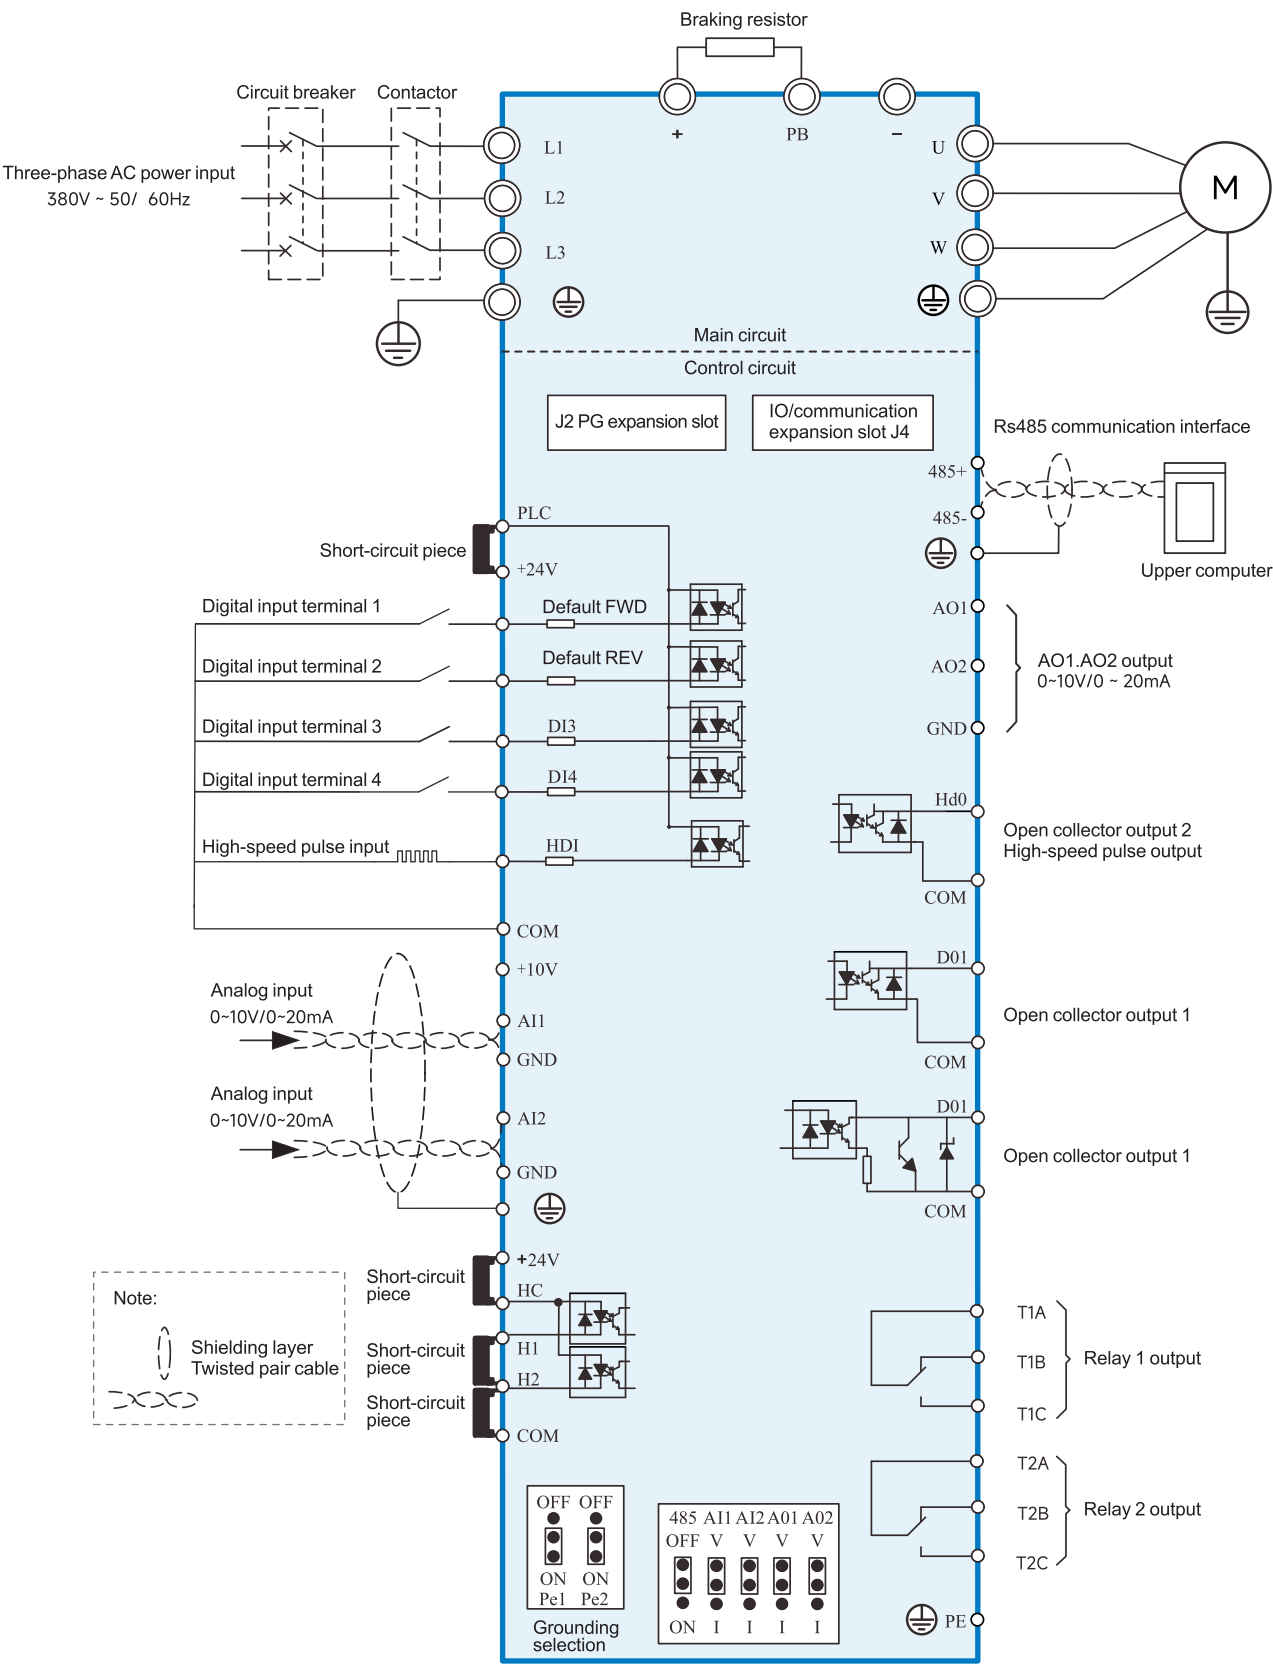 Braking resistor
Circuit breaker
Contactor
+
PB
−
L1
U
Three-phase AC power input
380V ~ 50/ 60Hz
M
L2
V
L3
W
Main circuit
Control circuit
J2 PG expansion slot
IO/communication
expansion slot J4
Rs485 communication interface
485+
485-
PLC
Short-circuit piece
+24V
Upper computer
Digital input terminal 1
Default FWD
AO1
Digital input terminal 2
Default REV
AO2
AO1.AO2 output
0~10V/0 ~ 20mA
Digital input terminal 3
DI3
GND
Digital input terminal 4
DI4
Hd0
Open collector output 2
High-speed pulse output
High-speed pulse input
HDI
COM
COM
+10V
D01
Analog input
0~10V/0~20mA
AI1
Open collector output 1
GND
COM
Analog input
0~10V/0~20mA
AI2
D01
Open collector output 1
GND
COM
+24V
Short-circuit
piece
HC
Note:
Shielding layer
Twisted pair cable
Short-circuit
piece
H1
H2
Short-circuit
piece
COM
T1A
T1B
Relay 1 output
T1C
T2A
T2B
Relay 2 output
T2C
OFF OFF
ON ON
Pe1 Pe2
Grounding
selection
485 AI1 AI2 A01 A02
OFF V V V V
ON I I I I
PE